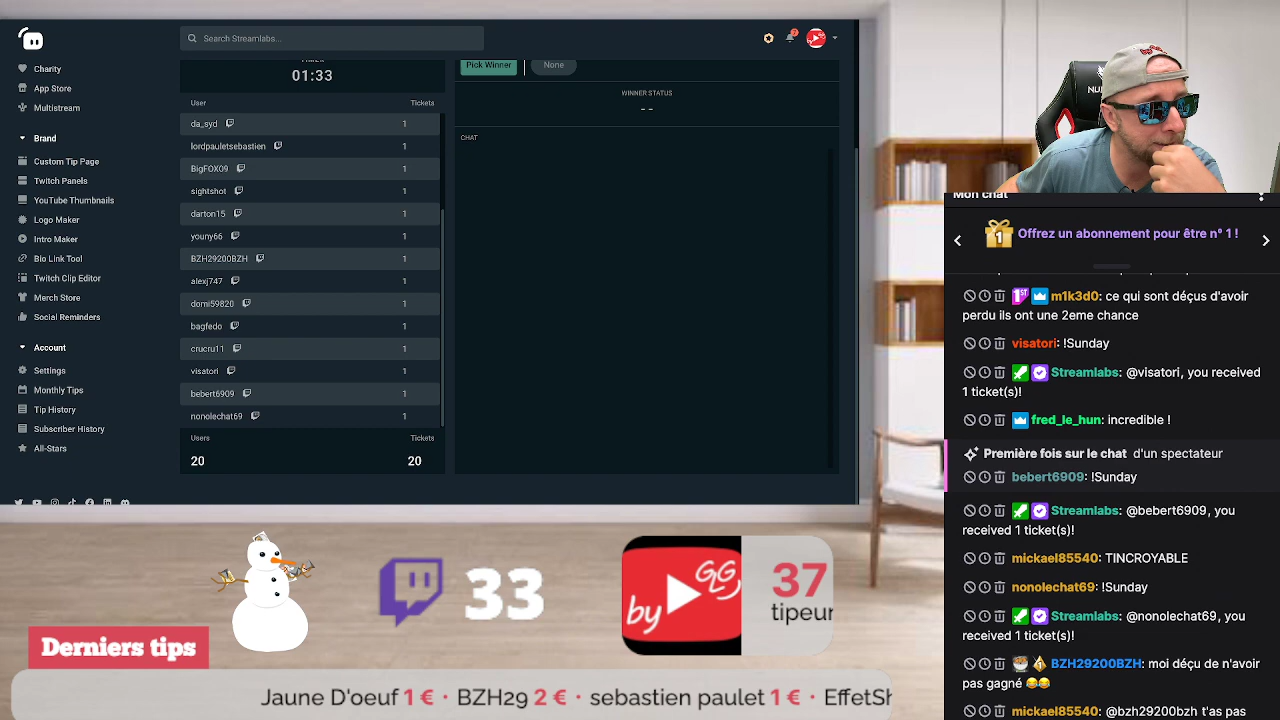 Search Streamlabs...
Charity
App Store
Multistream
Brand
Custom Tip Page
Twitch Panels
YouTube Thumbnails
Logo Maker
Intro Maker
Bio Link Tool
Twitch Clip Editor
Merch Store
Social Reminders
Account
Settings
Monthly Tips
Tip History
Subscriber History
All-Stars
01:33
User Tickets
da_syd 1
lordpauletsebastien 1
BigFOX09 1
sightshot 1
darton15 1
youny66 1
BZH29200BZH 1
alexj747 1
domi59820 1
bagfedo 1
crucru11 1
visatori 1
bebert6909 1
nonolechat69 1
Users Tickets
20 20
Pick Winner None
WINNER STATUS
--
CHAT
Mon chat
1 Offrez un abonnement pour être n° 1 !
1ST m1k3d0: ce qui sont déçus d'avoir
perdu ils ont une 2eme chance
visatori: !Sunday
Streamlabs: @visatori, you received
1 ticket(s)!
fred_le_hun: incredible !
Première fois sur le chat d'un spectateur
bebert6909: !Sunday
Streamlabs: @bebert6909, you
received 1 ticket(s)!
mickael85540: TINCROYABLE
nonolechat69: !Sunday
Streamlabs: @nonolechat69, you
received 1 ticket(s)!
BZH29200BZH: moi déçu de n'avoir
pas gagné 😂😂
mickael85540: @bzh29200bzh t'as pas
33
by GLG
37
tipeur
Derniers tips
Jaune D'oeuf 1 € · BZH29 2 € · sebastien paulet 1 € · EffetSh